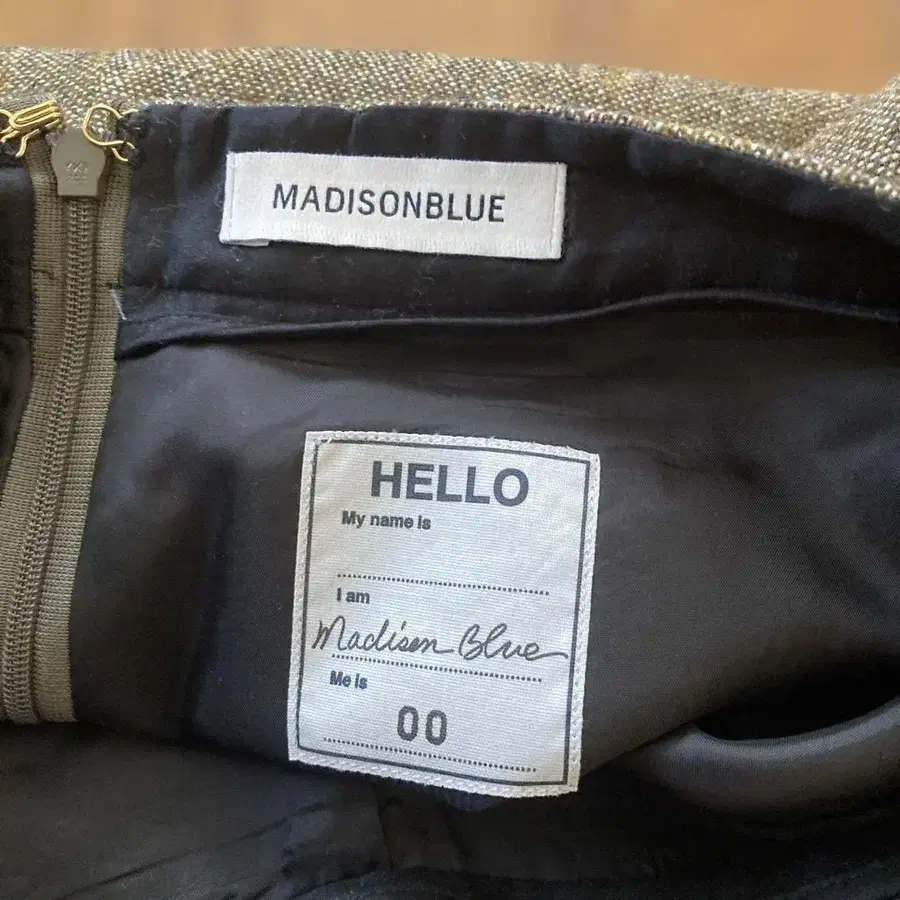 MADISONBLUE
HELLO
My name is
I am
Madison Blue
Me is
00